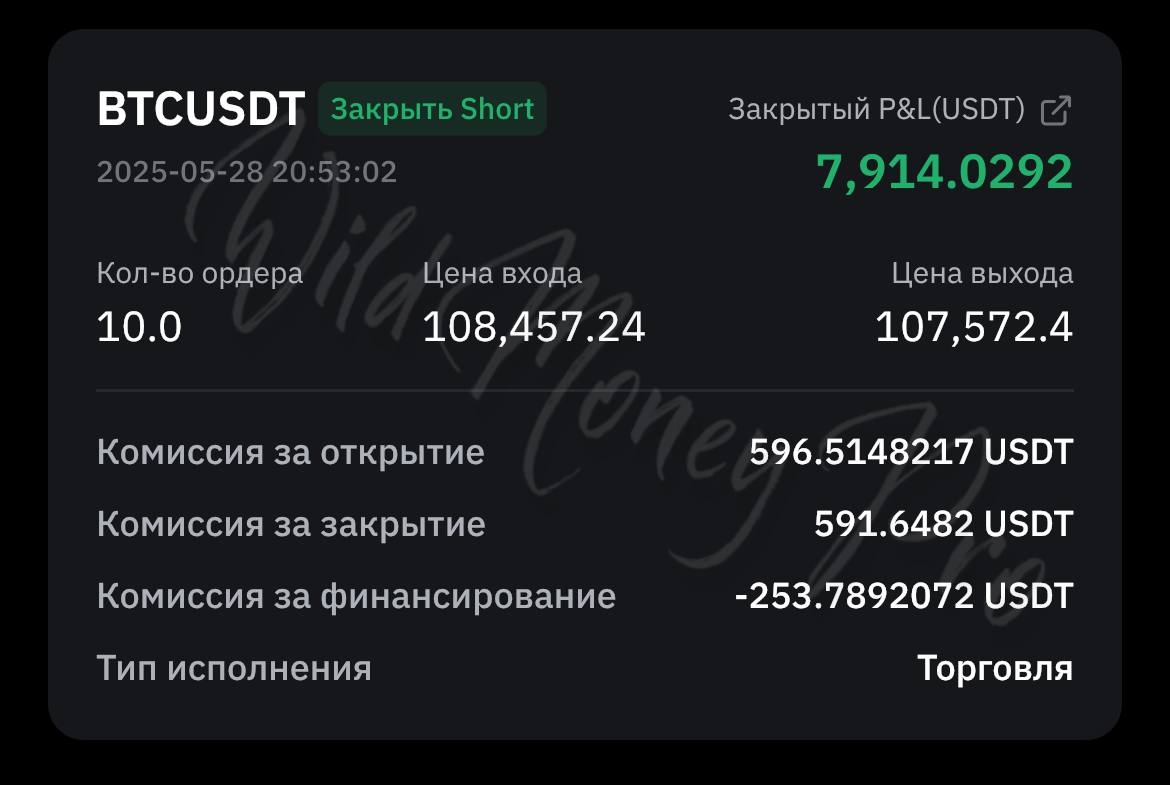 BTCUSDT Закрыть Short Закрытый P&L(USDT)
2025-05-28 20:53:02 7,914.0292
Кол-во ордера Цена входа Цена выхода
10.0 108,457.24 107,572.4
Комиссия за открытие 596.5148217 USDT
Комиссия за закрытие 591.6482 USDT
Комиссия за финансирование -253.7892072 USDT
Тип исполнения Торговля
Wild Money Pro